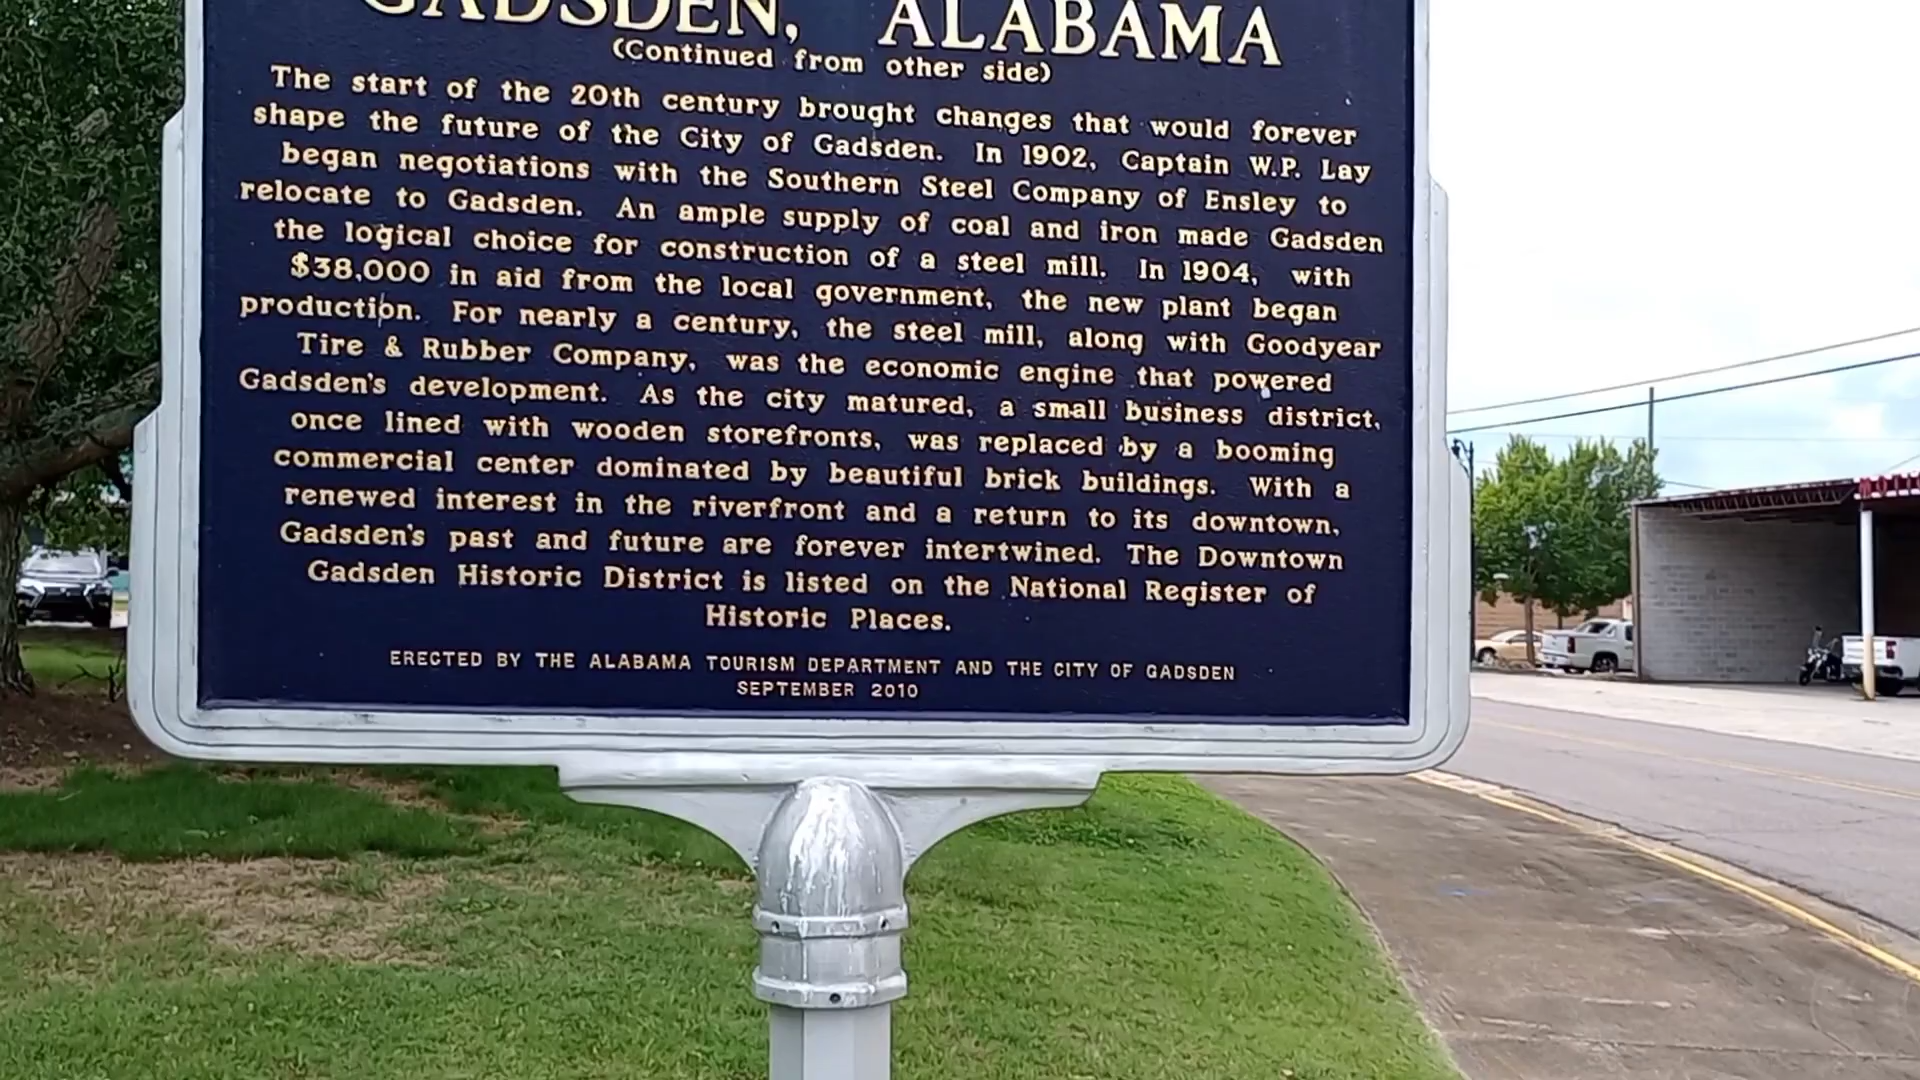 GADSDEN, ALABAMA
(Continued from other side)
The start of the 20th century brought changes that would forever
shape the future of the City of Gadsden. In 1902, Captain W.P. Lay
began negotiations with the Southern Steel Company of Ensley to
relocate to Gadsden. An ample supply of coal and iron made Gadsden
the logical choice for construction of a steel mill. In 1904, with
$38,000 in aid from the local government, the new plant began
production. For nearly a century, the steel mill, along with Goodyear
Tire & Rubber Company, was the economic engine that powered
Gadsden's development. As the city matured, a small business district,
once lined with wooden storefronts, was replaced by a booming
commercial center dominated by beautiful brick buildings. With a
renewed interest in the riverfront and a return to its downtown,
Gadsden's past and future are forever intertwined. The Downtown
Gadsden Historic District is listed on the National Register of
Historic Places.
ERECTED BY THE ALABAMA TOURISM DEPARTMENT AND THE CITY OF GADSDEN
SEPTEMBER 2010